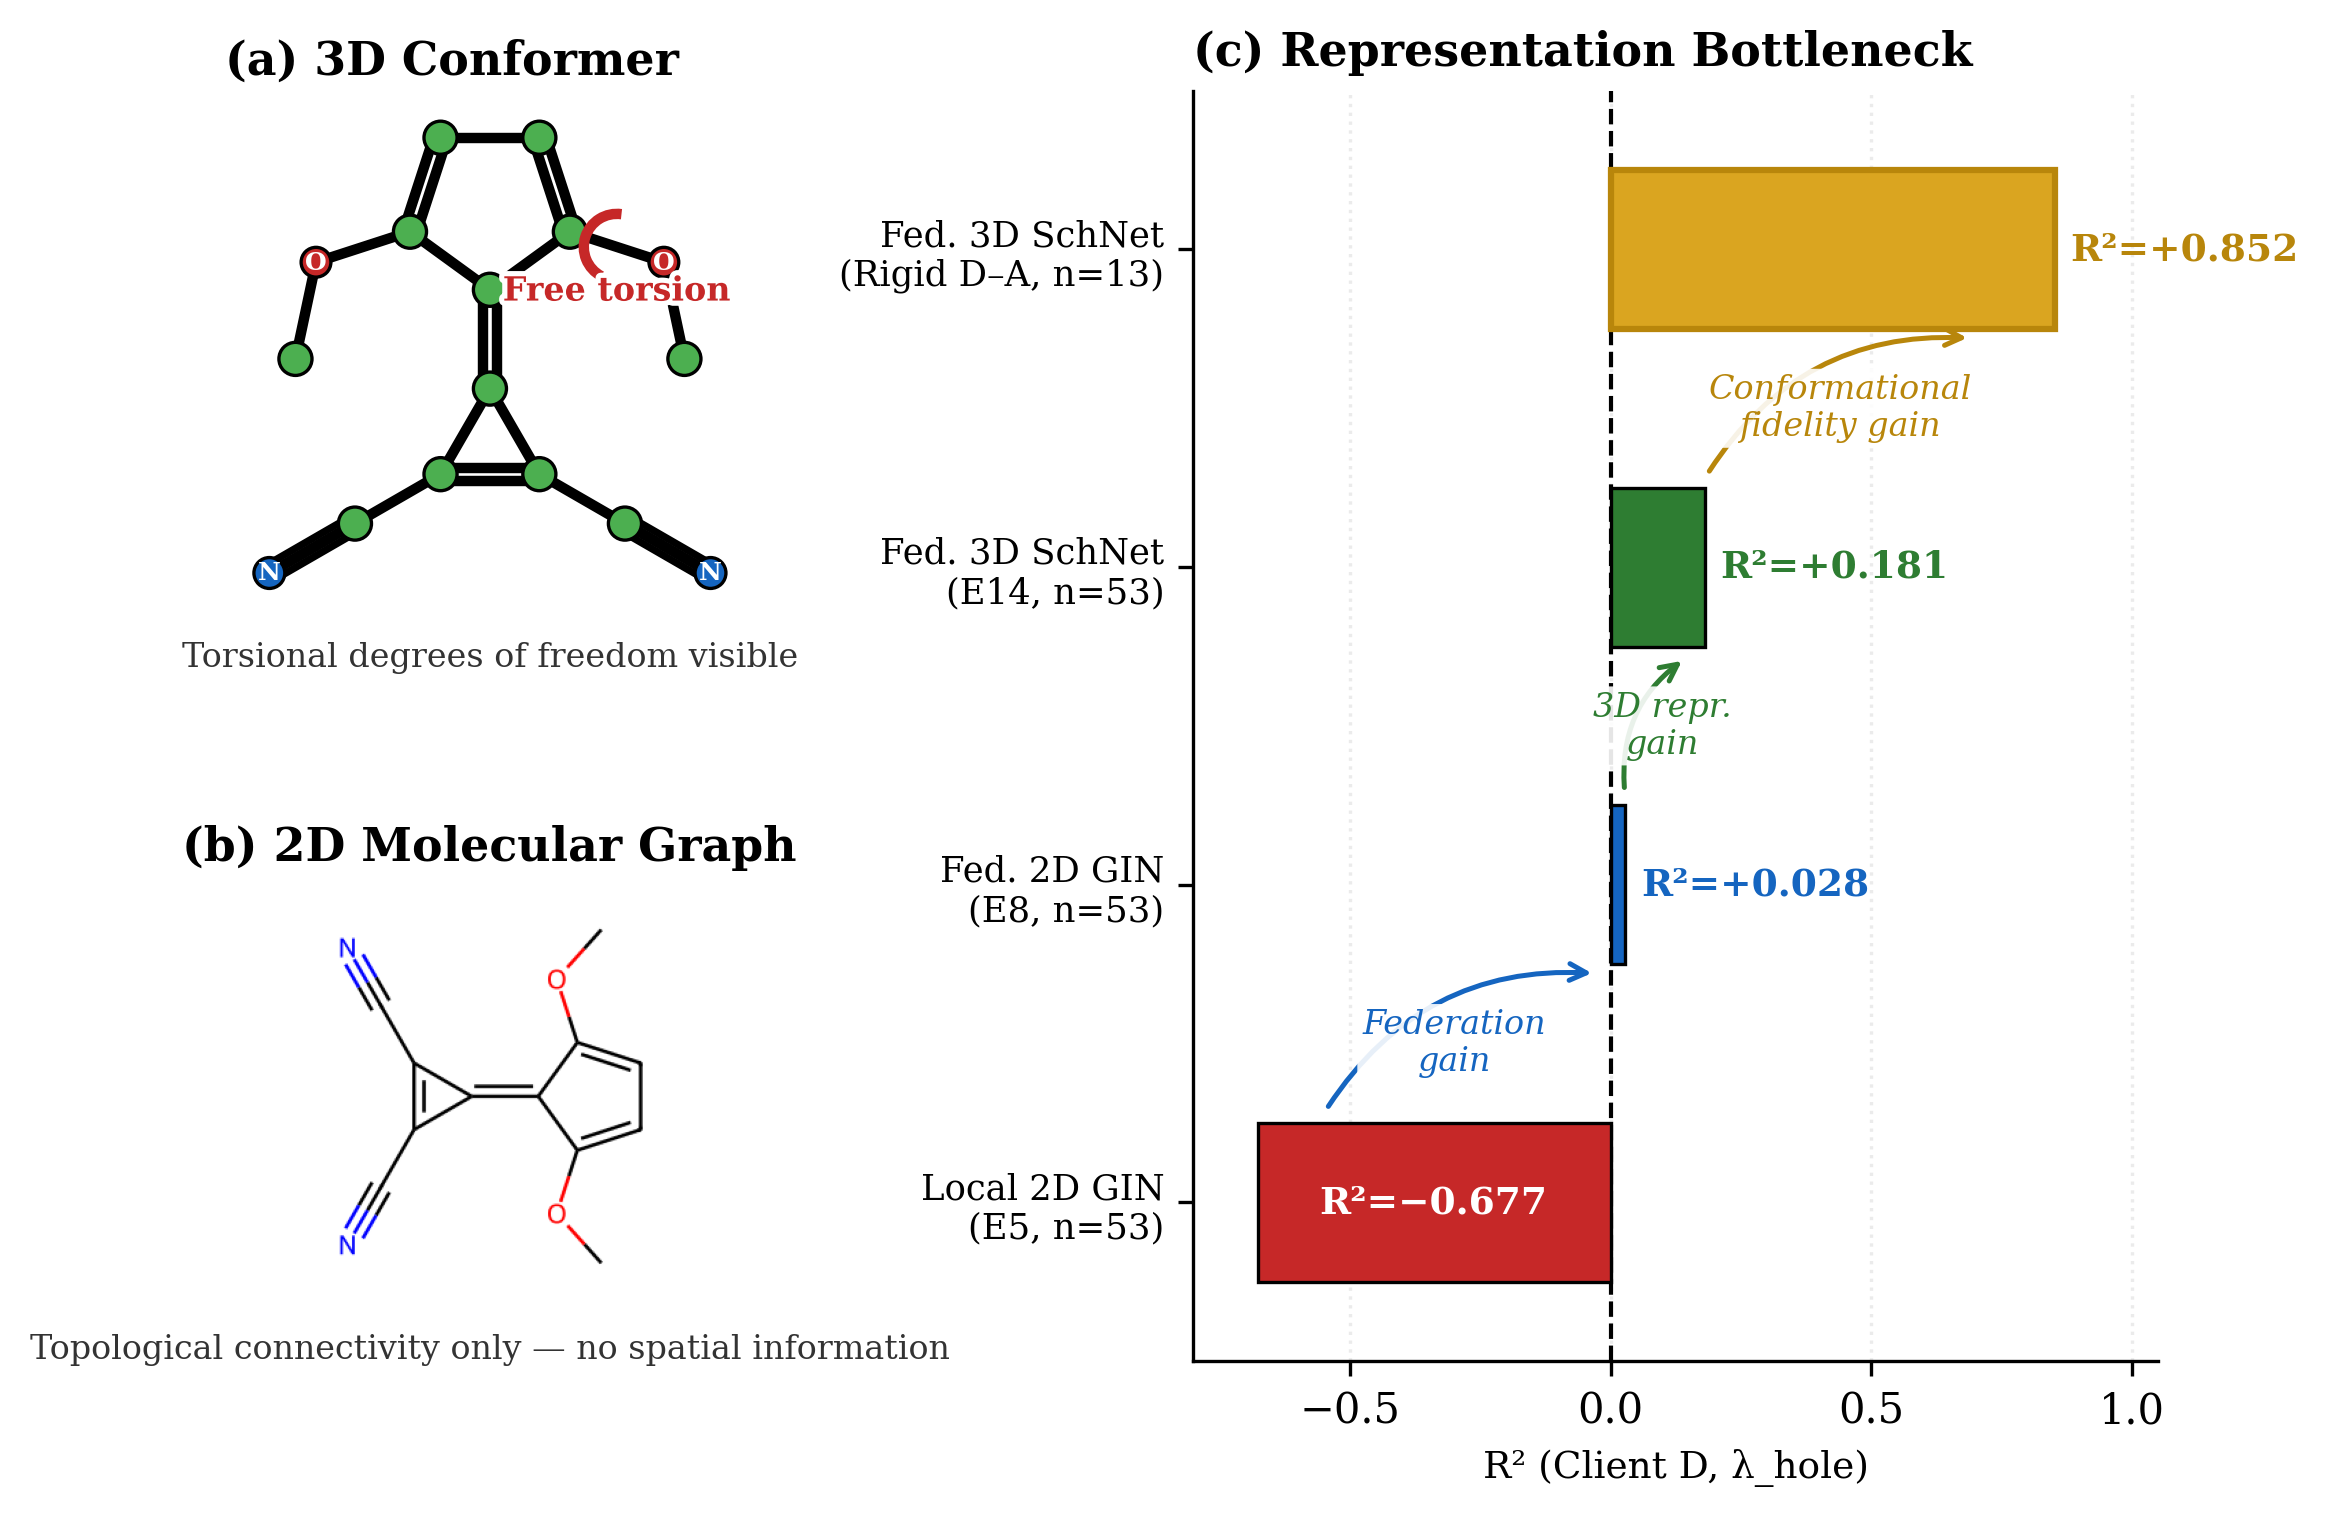 (a) 3D Conformer
O
O
Free torsion
N
N
Torsional degrees of freedom visible
(b) 2D Molecular Graph
N
O
O
N
Topological connectivity only — no spatial information
(c) Representation Bottleneck
Fed. 3D SchNet
(Rigid D–A, n=13)
R²=+0.852
Conformational
fidelity gain
Fed. 3D SchNet
(E14, n=53)
R²=+0.181
3D repr.
gain
Fed. 2D GIN
(E8, n=53)
R²=+0.028
Federation
gain
Local 2D GIN
(E5, n=53)
R²=−0.677
−0.5
0.0
0.5
1.0
R² (Client D, λ_hole)